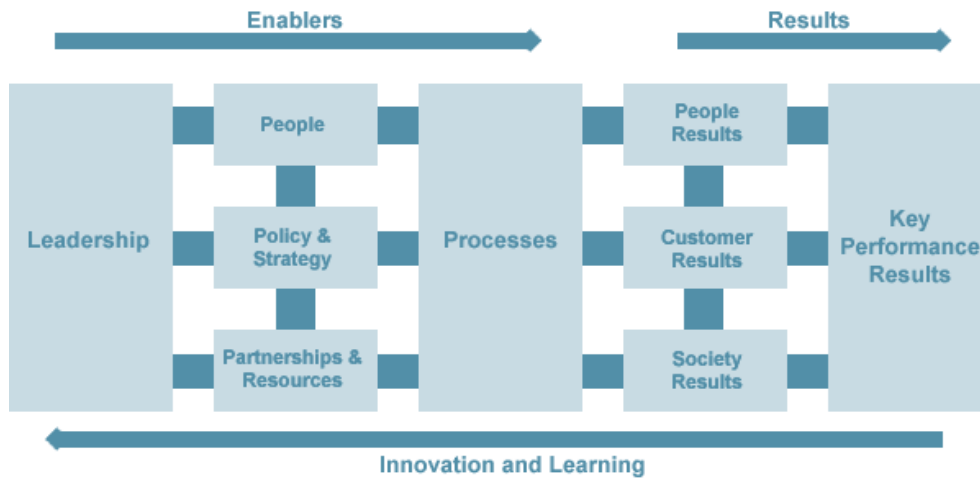 Enablers
Results
Leadership
People
Policy &
Strategy
Partnerships &
Resources
Processes
People
Results
Customer
Results
Society
Results
Key
Performance
Results
Innovation and Learning